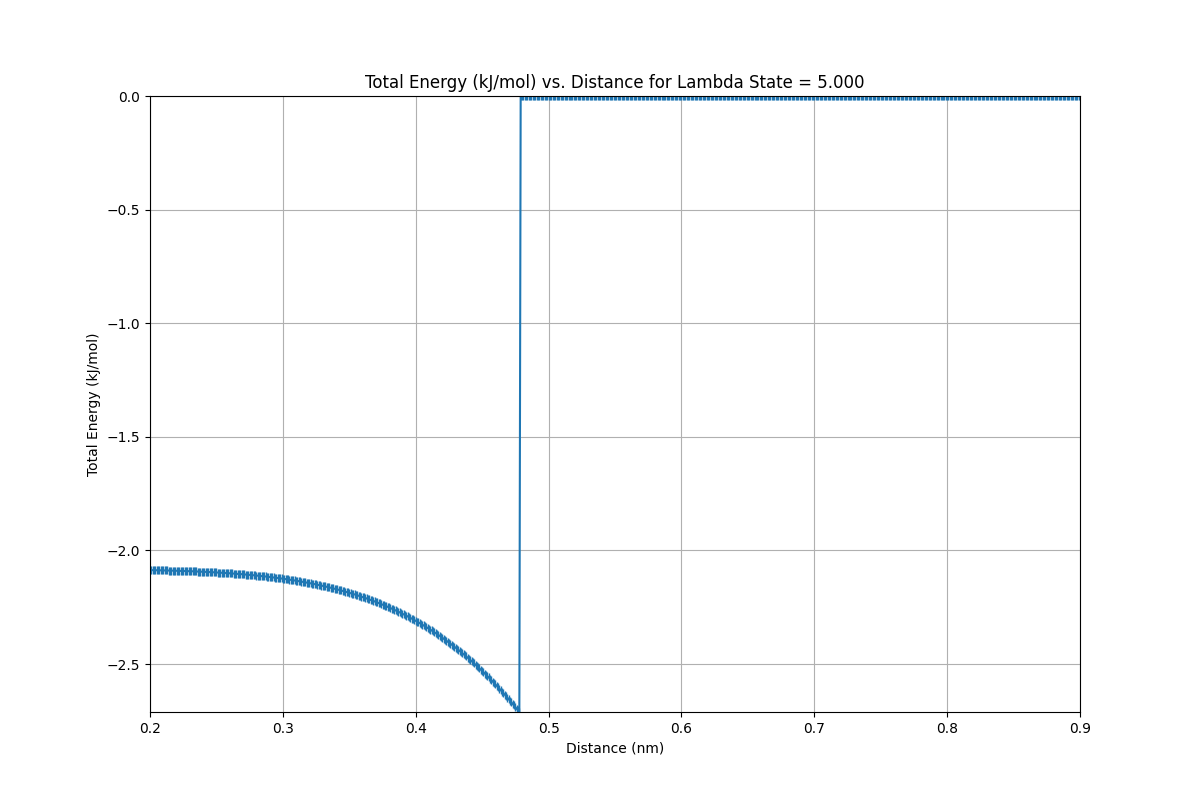 Total Energy (kJ/mol) vs. Distance for Lambda State = 5.000
0.0
−0.5
−1.0
−1.5
−2.0
−2.5
Total Energy (kJ/mol)
0.2 0.3 0.4 0.5 0.6 0.7 0.8 0.9
Distance (nm)